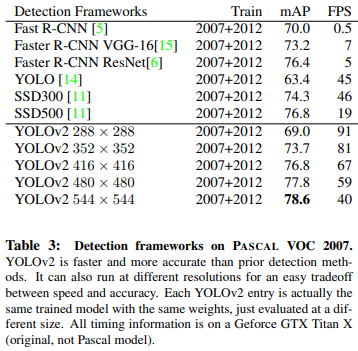 Detection Frameworks Train mAP FPS
Fast R-CNN [5] 2007+2012 70.0 0.5
Faster R-CNN VGG-16[15] 2007+2012 73.2 7
Faster R-CNN ResNet[6] 2007+2012 76.4 5
YOLO [14] 2007+2012 63.4 45
SSD300 [11] 2007+2012 74.3 46
SSD500 [11] 2007+2012 76.8 19
YOLOv2 288 × 288 2007+2012 69.0 91
YOLOv2 352 × 352 2007+2012 73.7 81
YOLOv2 416 × 416 2007+2012 76.8 67
YOLOv2 480 × 480 2007+2012 77.8 59
YOLOv2 544 × 544 2007+2012 78.6 40
Table 3: Detection frameworks on PASCAL VOC 2007.
YOLOv2 is faster and more accurate than prior detection meth-
ods. It can also run at different resolutions for an easy tradeoff
between speed and accuracy. Each YOLOv2 entry is actually the
same trained model with the same weights, just evaluated at a dif-
ferent size. All timing information is on a Geforce GTX Titan X
(original, not Pascal model).